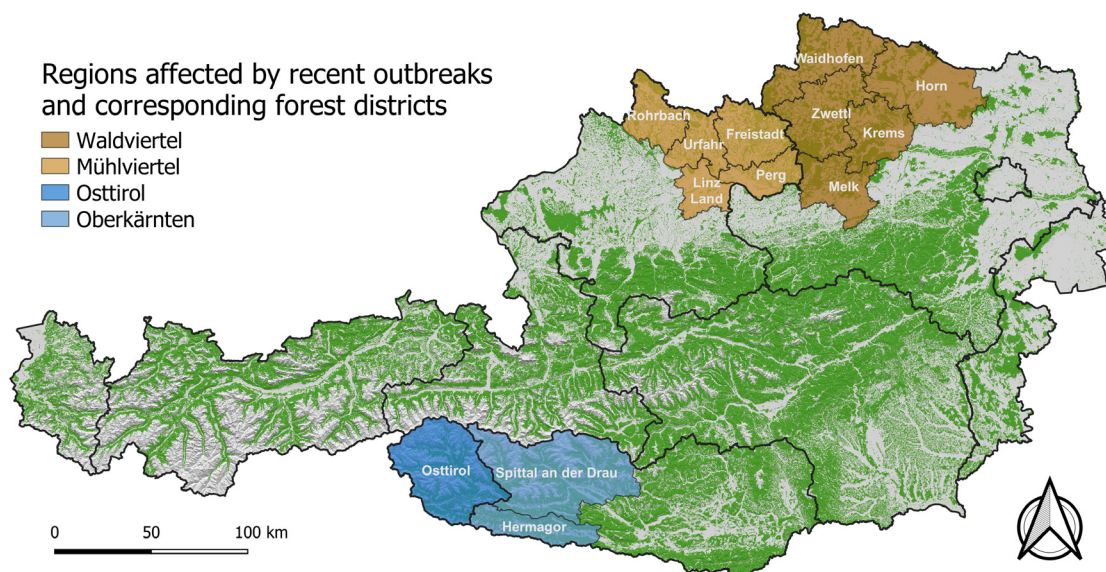 Regions affected by recent outbreaks
and corresponding forest districts
Waldviertel
Mühlviertel
Osttirol
Oberkärnten
Waidhofen
Horn
Zwettl
Krems
Melk
Rohrbach
Urfahr
Freistadt
Perg
Linz
Land
Osttirol
Spittal an der Drau
Hermagor
0 50 100 km